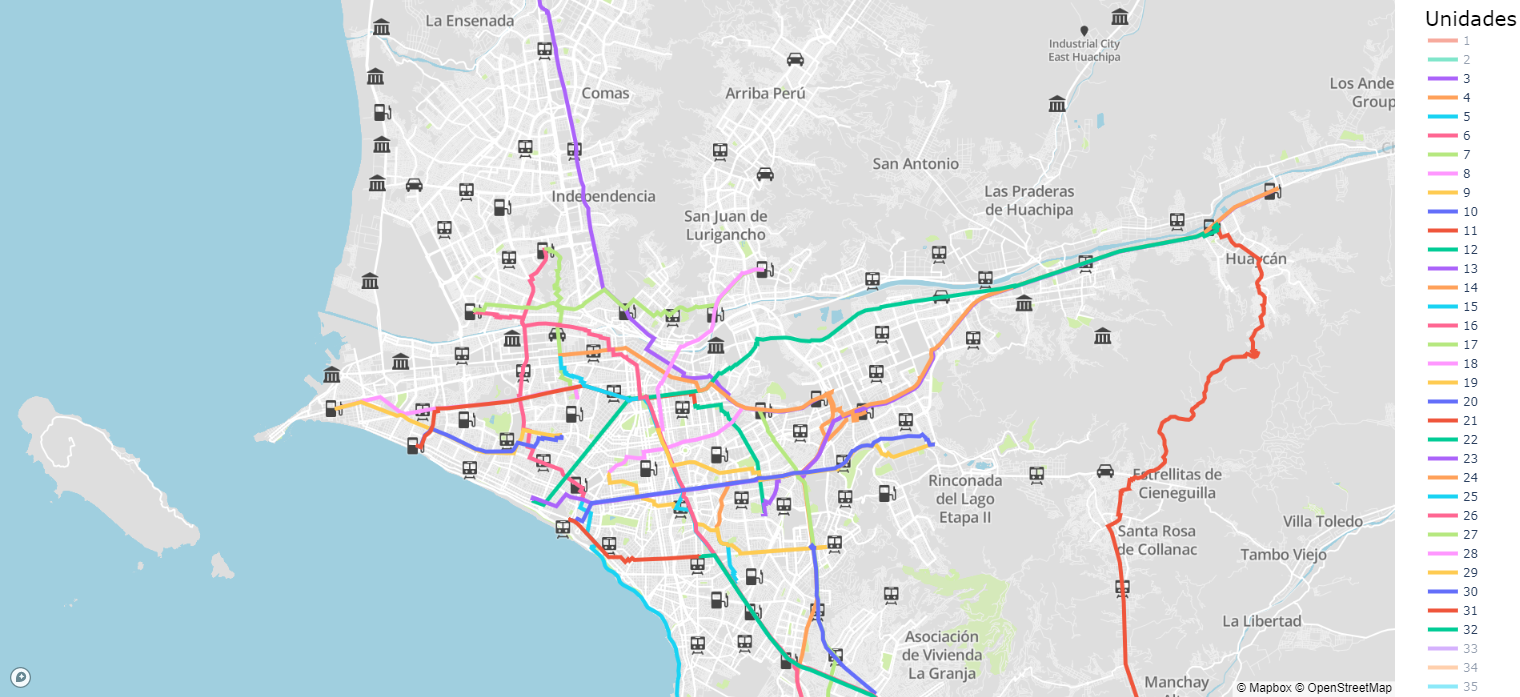 La Ensenada
Comas
Arriba Perú
Industrial City
East Huachipa
Los Ande
Group
San Antonio
Independencia
San Juan de
Lurigancho
Las Praderas
de Huachipa
Huaycán
Rinconada
del Lago
Etapa II
Estrellitas de
Cieneguilla
Santa Rosa
de Collanac
Villa Toledo
Tambo Viejo
La Libertad
Asociación
de Vivienda
La Granja
Manchay
© Mapbox © OpenStreetMap
Unidades
1
2
3
4
5
6
7
8
9
10
11
12
13
14
15
16
17
18
19
20
21
22
23
24
25
26
27
28
29
30
31
32
33
34
35